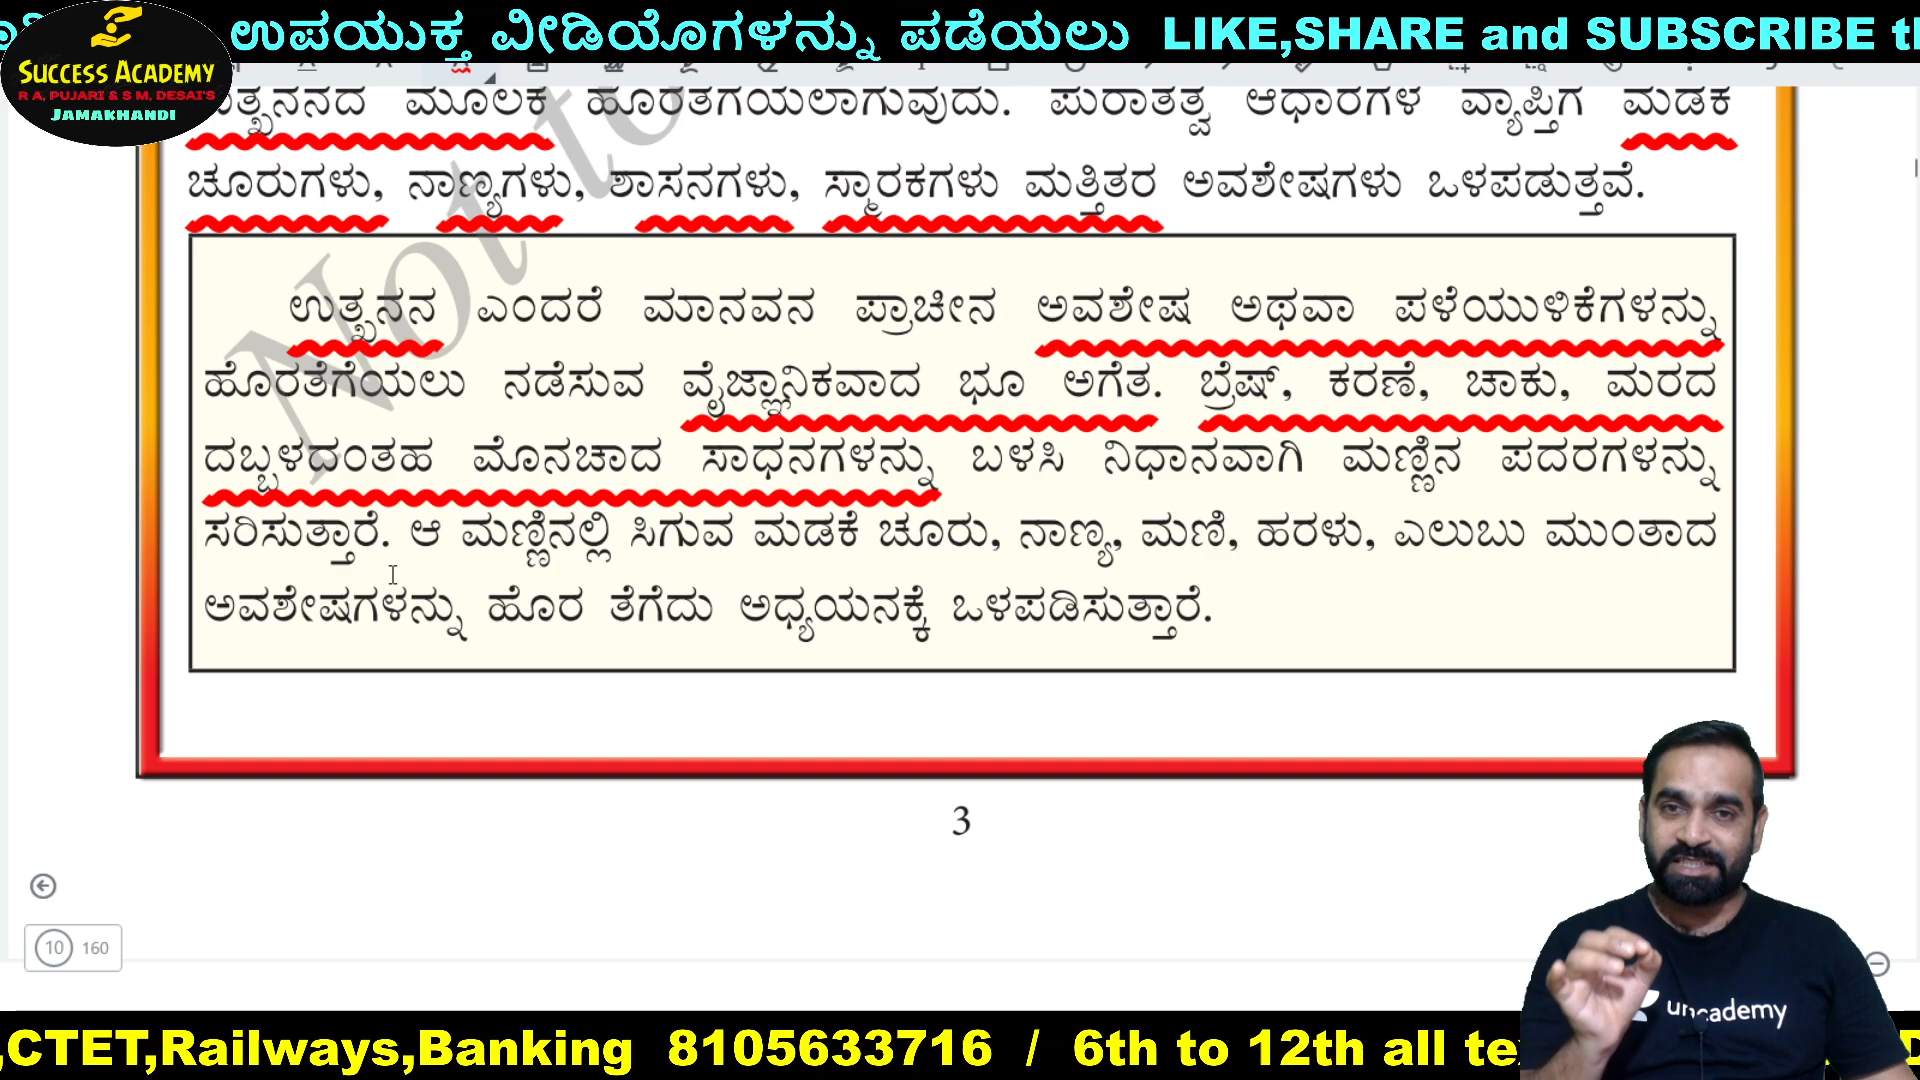 ಉಪಯುಕ್ತ ವೀಡಿಯೊಗಳನ್ನು ಪಡೆಯಲು LIKE,SHARE and SUBSCRIBE
SUCCESS ACADEMY
R A, PUJARI & S M, DESAI'S
JAMAKHANDI
ಮೂಲಕ ಹೊರತೆಗೆಯಲಾಗುವುದು. ಪುರಾತತ್ವ ಆಧಾರಗಳ ವ್ಯಾಪ್ತಿಗೆ ಮಡಕೆ
ಚೂರುಗಳು, ನಾಣ್ಯಗಳು, ಶಾಸನಗಳು, ಸ್ಮಾರಕಗಳು ಮತ್ತಿತರ ಅವಶೇಷಗಳು ಒಳಪಡುತ್ತವೆ.
Not to
ಉತ್ಖನನ ಎಂದರೆ ಮಾನವನ ಪ್ರಾಚೀನ ಅವಶೇಷ ಅಥವಾ ಪಳೆಯುಳಿಕೆಗಳನ್ನು
ಹೊರತೆಗೆಯಲು ನಡೆಸುವ ವೈಜ್ಞಾನಿಕವಾದ ಭೂ ಅಗೆತ. ಬ್ರೆಷ್, ಕರಣೆ, ಚಾಕು, ಮರದ
ದಬ್ಬಳದಂತಹ ಮೊನಚಾದ ಸಾಧನಗಳನ್ನು ಬಳಸಿ ನಿಧಾನವಾಗಿ ಮಣ್ಣಿನ ಪದರಗಳನ್ನು
ಸರಿಸುತ್ತಾರೆ. ಆ ಮಣ್ಣಿನಲ್ಲಿ ಸಿಗುವ ಮಡಕೆ ಚೂರು, ನಾಣ್ಯ, ಮಣಿ, ಹರಳು, ಎಲುಬು ಮುಂತಾದ
ಅವಶೇಷಗಳನ್ನು ಹೊರ ತೆಗೆದು ಅಧ್ಯಯನಕ್ಕೆ ಒಳಪಡಿಸುತ್ತಾರೆ.
3
10 160
unacademy
,CTET,Railways,Banking 8105633716 / 6th to 12th all